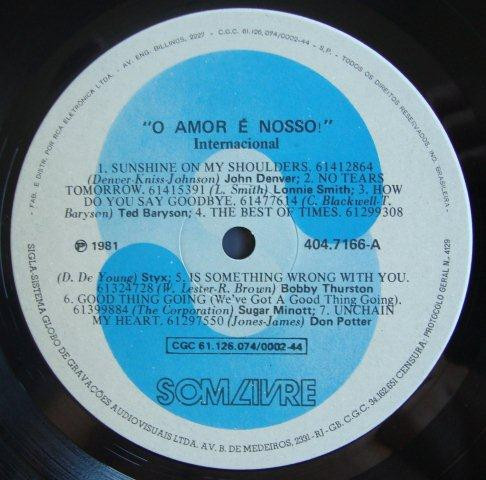 "O AMOR É NOSSO!"
Internacional
1. SUNSHINE ON MY SHOULDERS. 61412864
(Denver-Kniss-Johnson) John Denver; 2. NO TEARS
TOMORROW. 61415391 (L. Smith) Lonnie Smith; 3. HOW
DO YOU SAY GOODBYE. 61477614 (C. Blackwell-T.
Baryson) Ted Baryson; 4. THE BEST OF TIMES. 61299308
Ⓟ 1981
404.7166-A
(D. De Young) Styx; 5. IS SOMETHING WRONG WITH YOU.
61324728 (W. Lester-R. Brown) Bobby Thurston
6. GOOD THING GOING (We've Got A Good Thing Going).
61399884 (The Corporation) Sugar Minott; 7. UNCHAIN
MY HEART. 61297550 (Jones-James) Don Potter
CGC 61.126.074/0002-44
SOM LIVRE
FAB. E DISTR. POR RCA ELETRÔNICA LTDA. - AV. ENG. BILLINGS, 2227 - C.G.C. 61.126.074/0002-44 - S.P. - TODOS OS DIREITOS RESERVADOS. IND. BRASILEIRA -
SIGLA-SISTEMA GLOBO DE GRAVAÇÕES AUDIOVISUAIS LTDA. AV. B. DE MEDEIROS, 2331-RJ-GB. C.G.C. 34.162.651 CENSURA: PROTOCOLO GERAL N. 4129